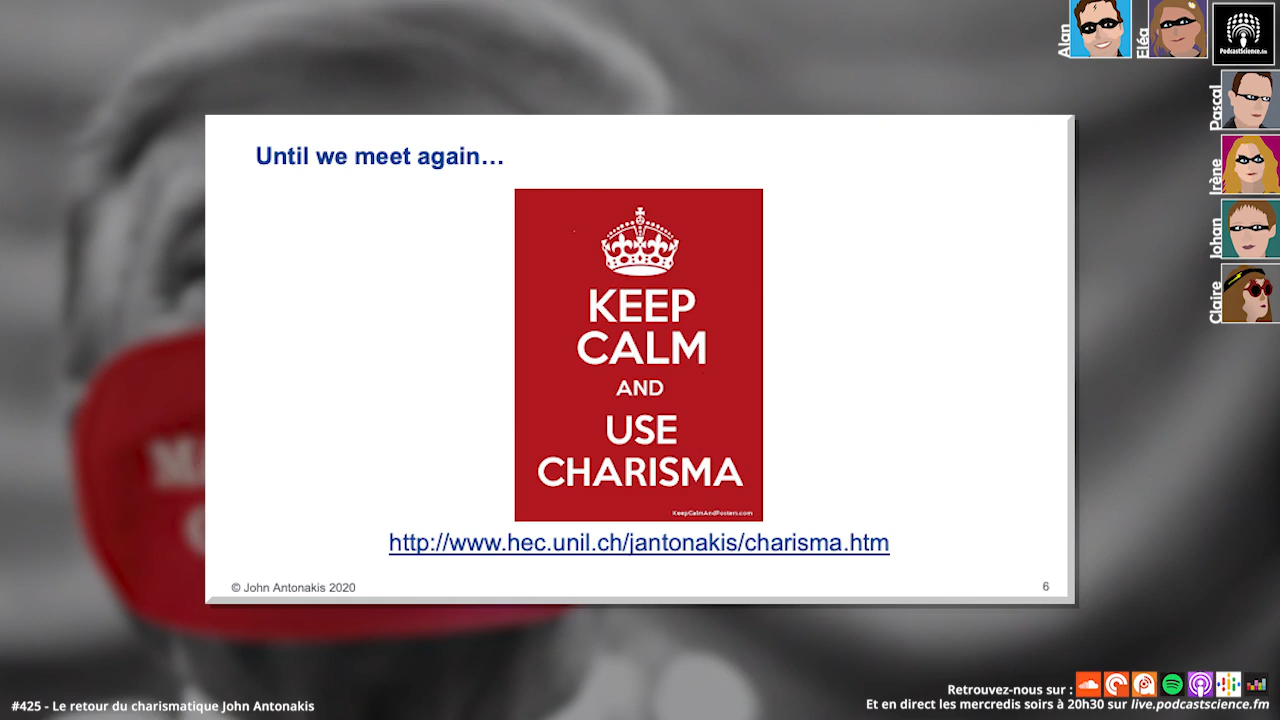 Alan
Eléa
PodcastScience.fm
Pascal
Irène
Johan
Claire
Until we meet again…
KEEP
CALM
AND
USE
CHARISMA
KeepCalmAndPosters.com
http://www.hec.unil.ch/jantonakis/charisma.htm
© John Antonakis 2020
6
#425 - Le retour du charismatique John Antonakis
Retrouvez-nous sur :
Et en direct les mercredis soirs à 20h30 sur live.podcastscience.fm